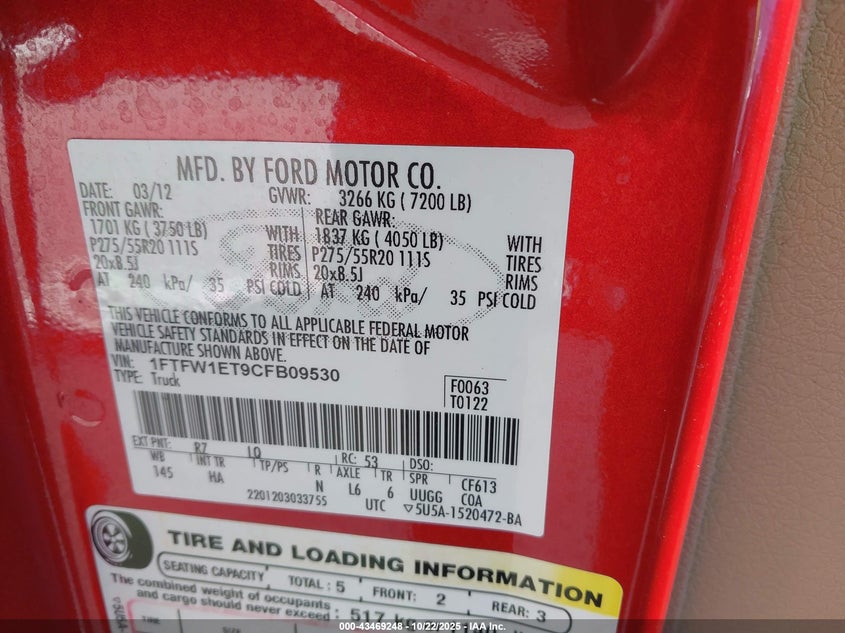 MFD. BY FORD MOTOR CO.
DATE: 03/12 GVWR: 3266 KG ( 7200 LB)
FRONT GAWR: REAR GAWR:
1701 KG ( 3750 LB) WITH 1837 KG ( 4050 LB) WITH
P275/55R20 111S TIRES P275/55R20 111S TIRES
20x8.5J RIMS 20x8.5J RIMS
AT 240 kPa/ 35 PSI COLD AT 240 kPa/ 35 PSI COLD
THIS VEHICLE CONFORMS TO ALL APPLICABLE FEDERAL MOTOR
VEHICLE SAFETY STANDARDS IN EFFECT ON THE DATE OF
MANUFACTURE SHOWN ABOVE.
VIN: 1FTFW1ET9CFB09530
TYPE: Truck
F0063
T0122
EXT PNT: R7 LQ RC: 53 DSO:
WB INT TR TP/PS R AXLE TR SPR CF613
145 HA N L6 6 UUGG COA
2201203033755 UTC ▽5U5A-1520472-BA
TIRE AND LOADING INFORMATION
SEATING CAPACITY TOTAL : 5 FRONT: 2 REAR: 3
The combined weight of occupants
and cargo should never exceed : 517
▽5U5A-
TIRE
SIZE
000-43469248 - 10/22/2025 - IAA Inc.